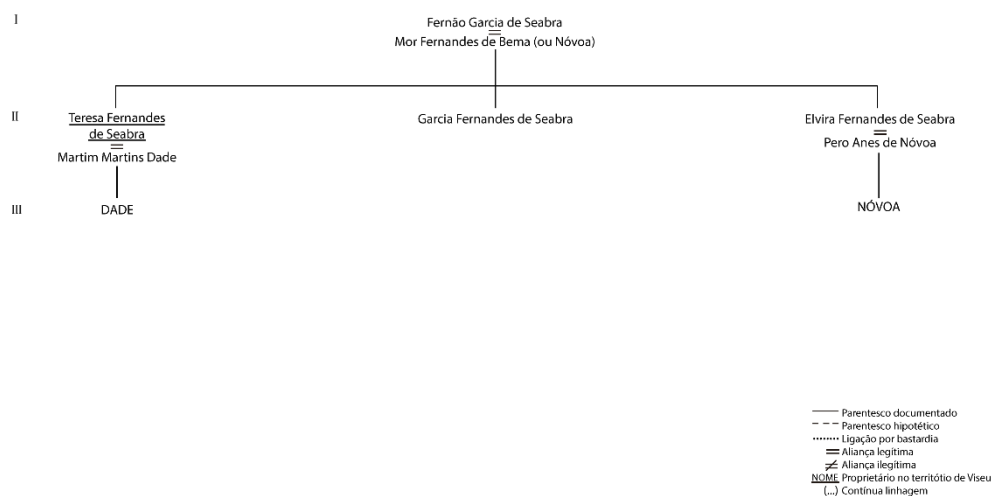 I
Fernão Garcia de Seabra
Mor Fernandes de Bema (ou Nóvoa)
II
Teresa Fernandes
de Seabra
Martim Martins Dade
Garcia Fernandes de Seabra
Elvira Fernandes de Seabra
Pero Anes de Nóvoa
III
DADE
NÓVOA
Parentesco documentado
Parentesco hipotético
Ligação por bastardia
Aliança legítima
Aliança ilegítima
NOME Proprietário no territótio de Viseu
(...) Contínua linhagem